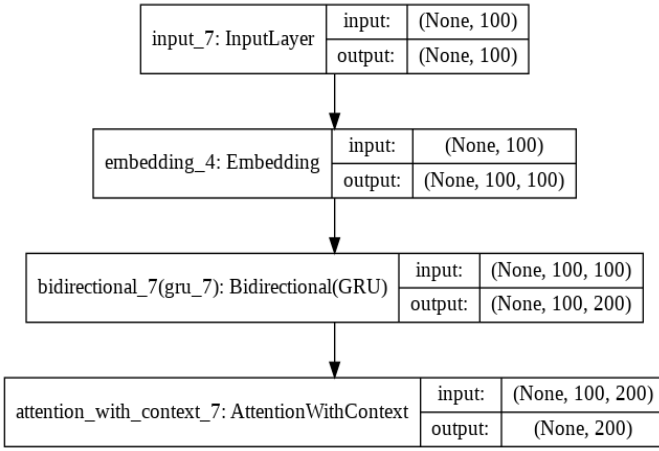 input_7: InputLayer
input: (None, 100)
output: (None, 100)
embedding_4: Embedding
input: (None, 100)
output: (None, 100, 100)
bidirectional_7(gru_7): Bidirectional(GRU)
input: (None, 100, 100)
output: (None, 100, 200)
attention_with_context_7: AttentionWithContext
input: (None, 100, 200)
output: (None, 200)